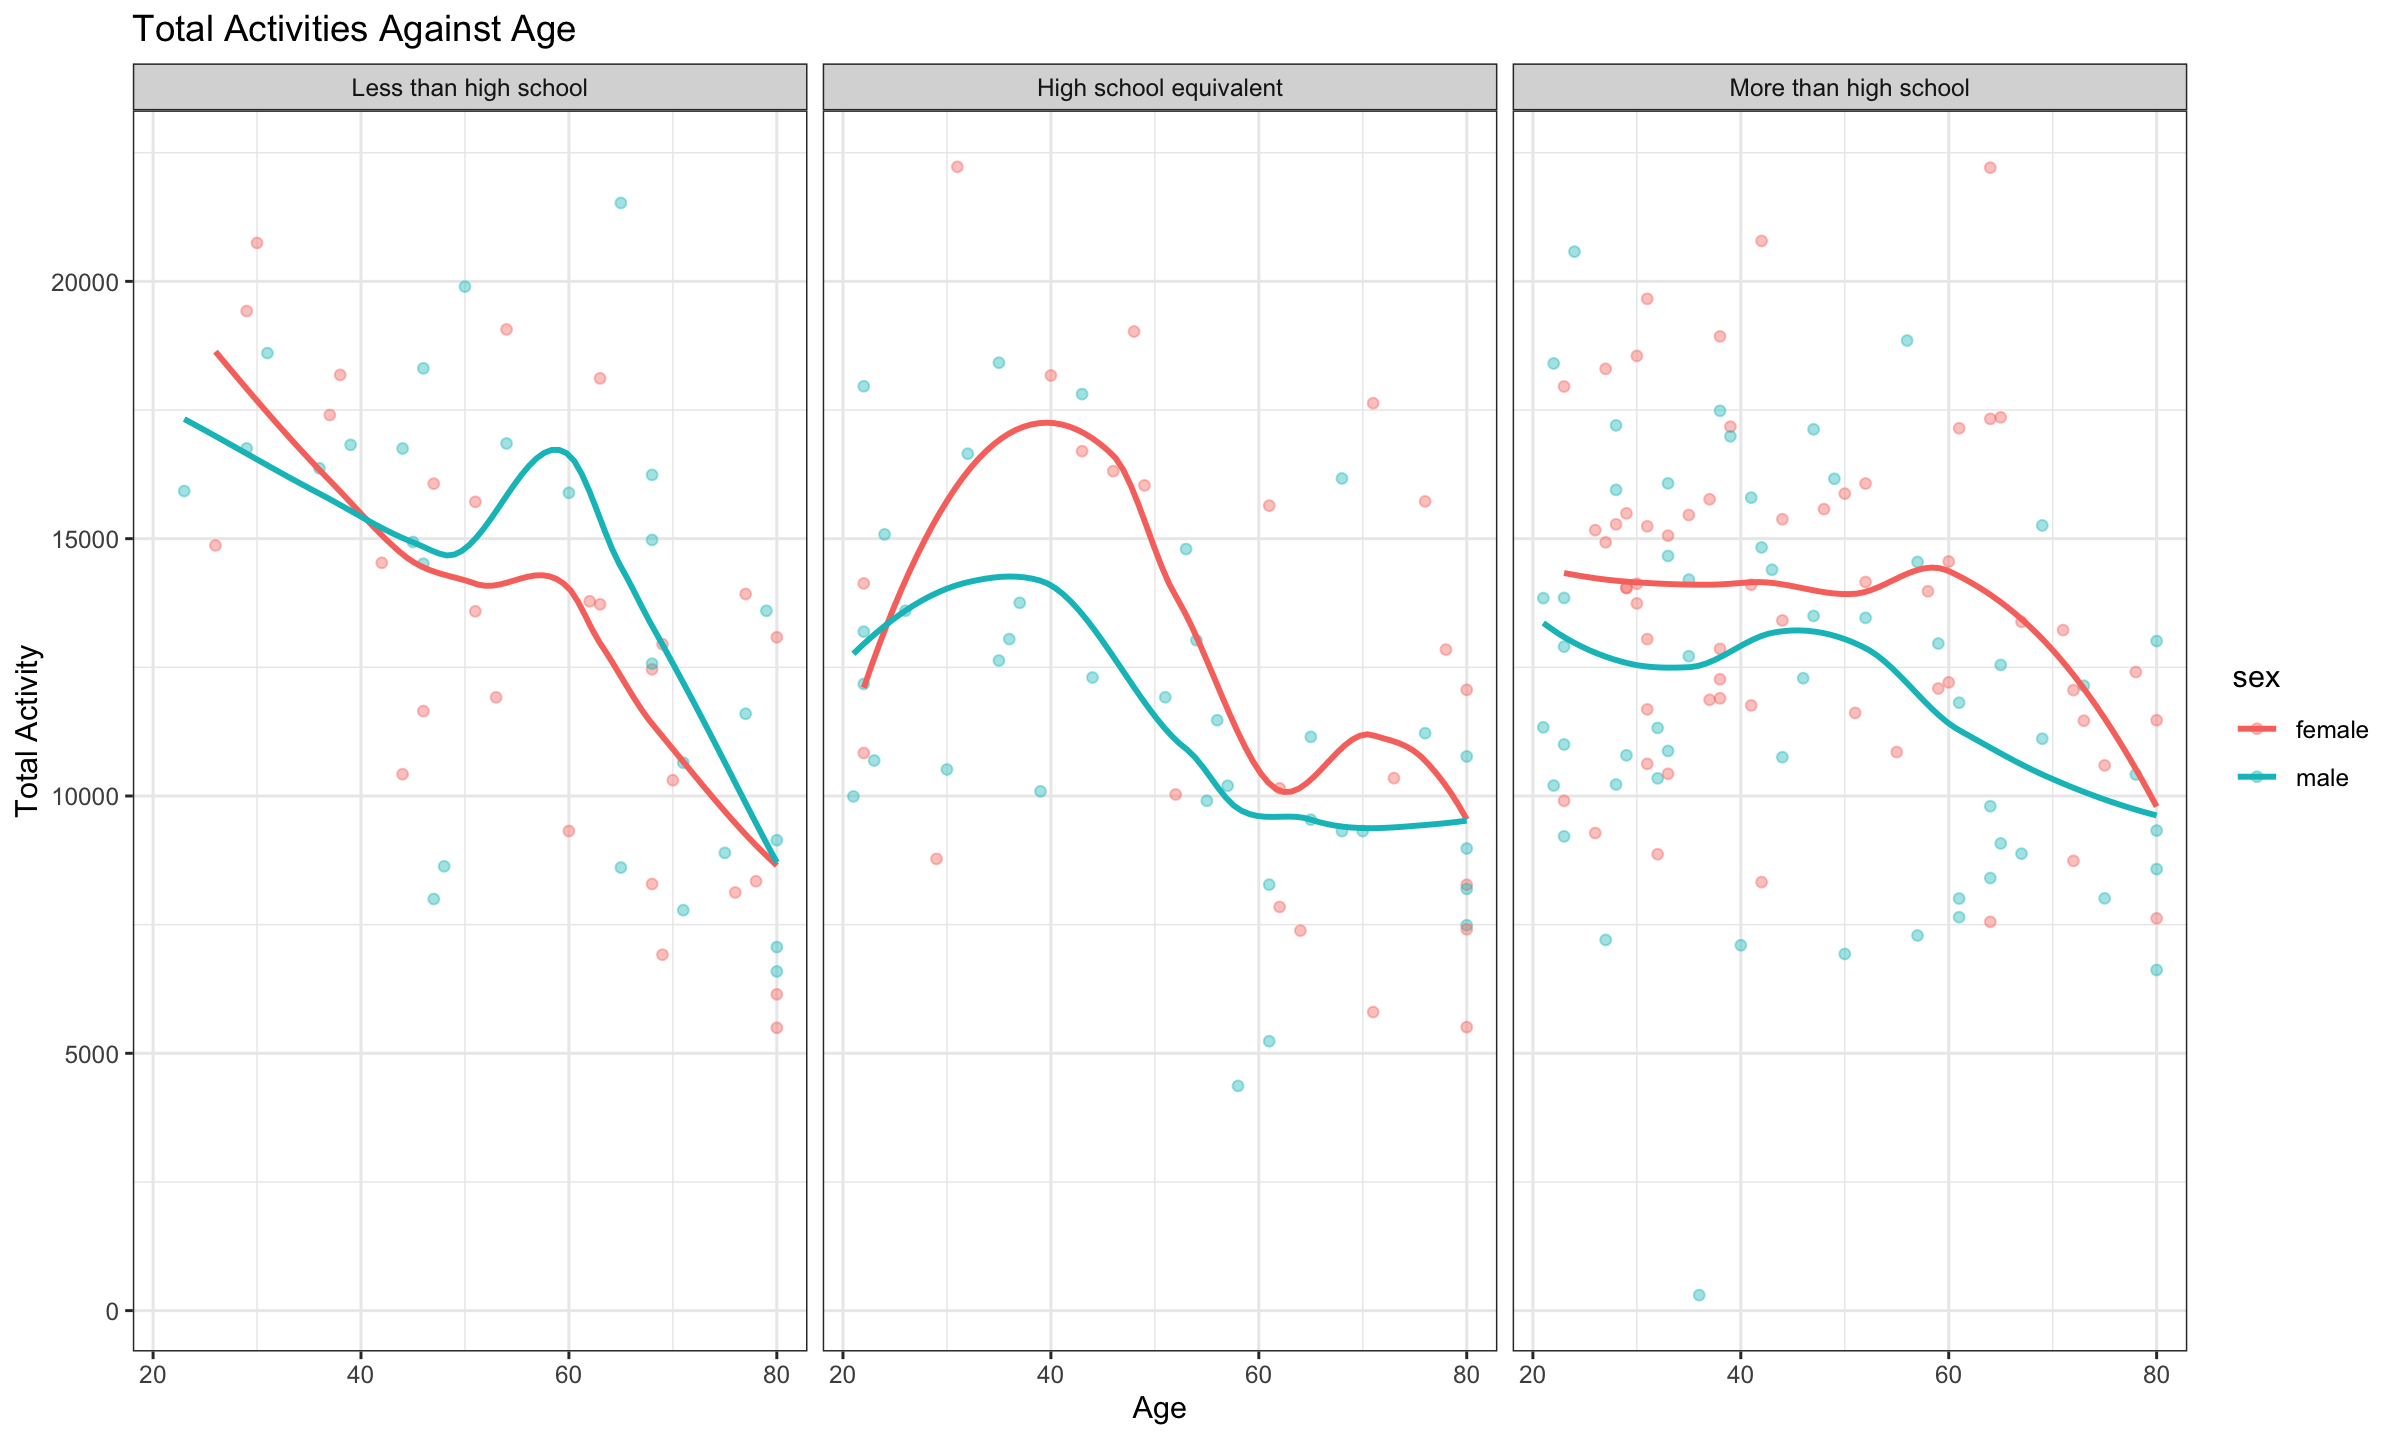 Total Activities Against Age
Less than high school
High school equivalent
More than high school
Total Activity
20000
15000
10000
5000
0
20 40 60 80
20 40 60 80
20 40 60 80
Age
sex
female
male